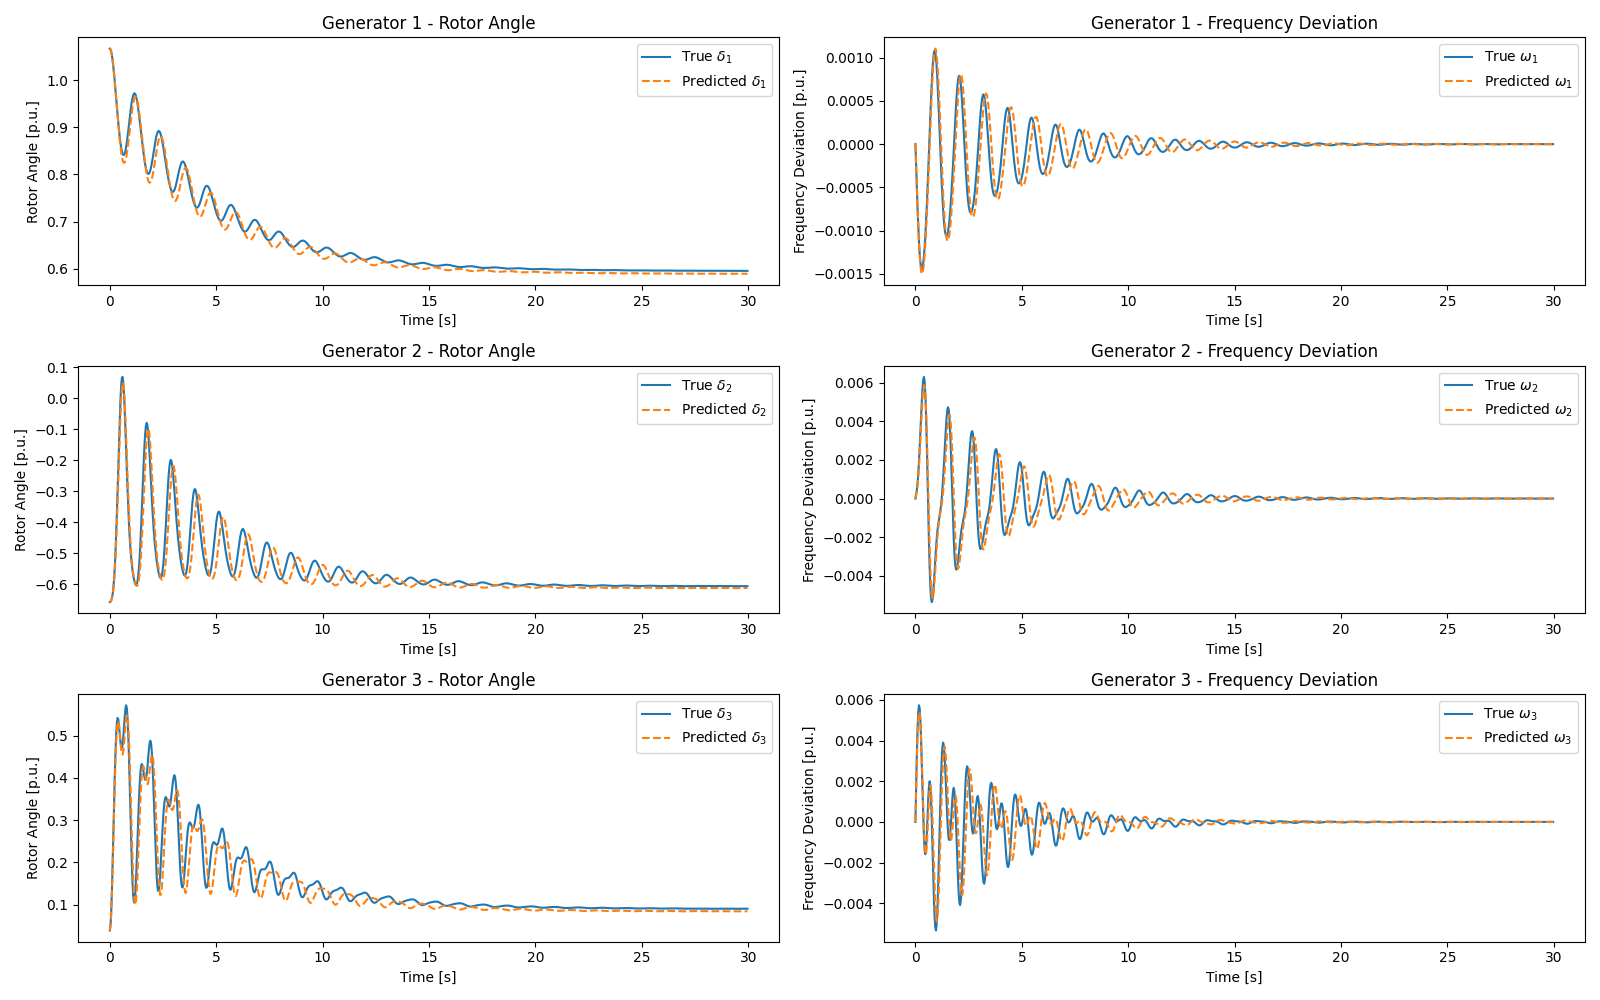 Generator 1 - Rotor Angle
Rotor Angle [p.u.]
1.0
0.9
0.8
0.7
0.6
True δ₁
Predicted δ₁
0 5 10 15 20 25 30
Time [s]
Generator 1 - Frequency Deviation
Frequency Deviation [p.u.]
0.0010
0.0005
0.0000
−0.0005
−0.0010
−0.0015
True ω₁
Predicted ω₁
0 5 10 15 20 25 30
Time [s]
Generator 2 - Rotor Angle
Rotor Angle [p.u.]
0.1
0.0
−0.1
−0.2
−0.3
−0.4
−0.5
−0.6
True δ₂
Predicted δ₂
0 5 10 15 20 25 30
Time [s]
Generator 2 - Frequency Deviation
Frequency Deviation [p.u.]
0.006
0.004
0.002
0.000
−0.002
−0.004
True ω₂
Predicted ω₂
0 5 10 15 20 25 30
Time [s]
Generator 3 - Rotor Angle
Rotor Angle [p.u.]
0.5
0.4
0.3
0.2
0.1
True δ₃
Predicted δ₃
0 5 10 15 20 25 30
Time [s]
Generator 3 - Frequency Deviation
Frequency Deviation [p.u.]
0.006
0.004
0.002
0.000
−0.002
−0.004
True ω₃
Predicted ω₃
0 5 10 15 20 25 30
Time [s]